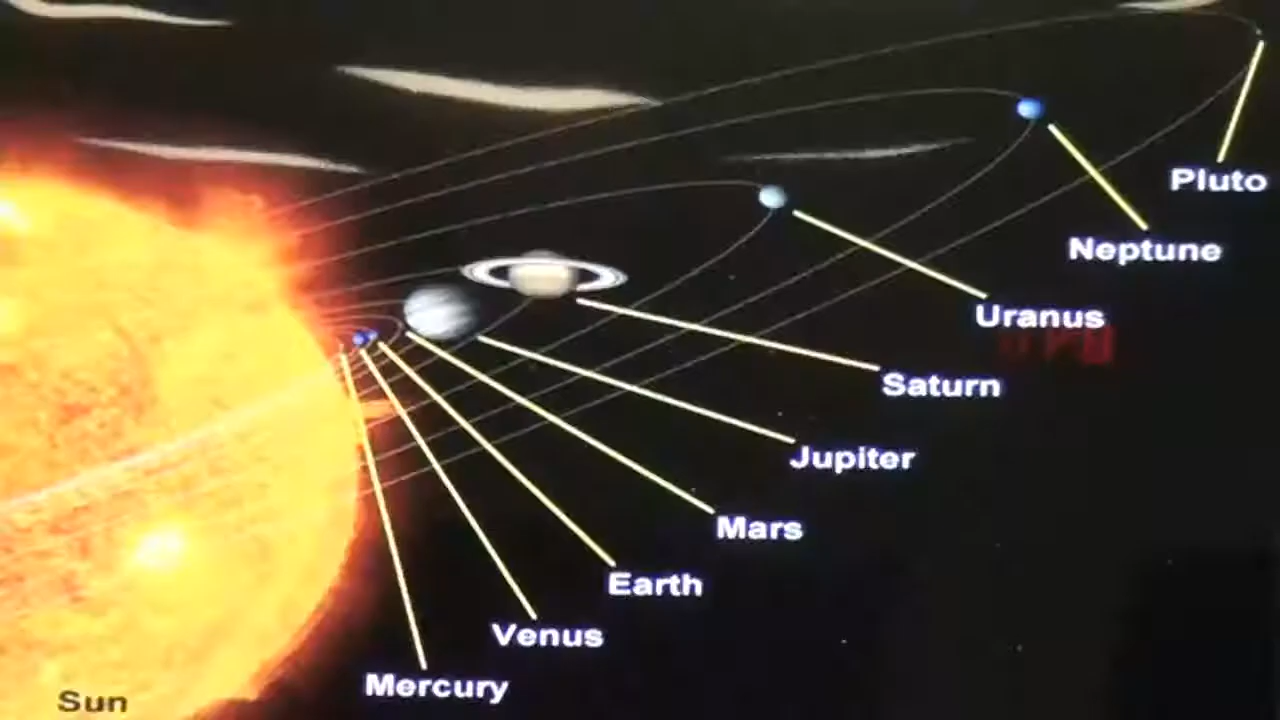 Pluto
Neptune
Uranus
Saturn
Jupiter
Mars
Earth
Venus
Mercury
Sun